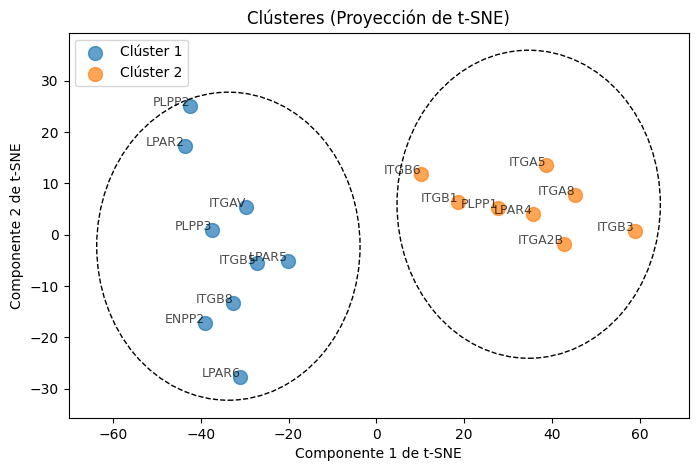 Clústeres (Proyección de t-SNE)
Clúster 1
Clúster 2
PLPP2
LPAR2
ITGAV
PLPP3
ITGB5
LPAR5
ITGB8
ENPP2
LPAR6
ITGB6
ITGA5
ITGB1
PLPP1
LPAR4
ITGA8
ITGA2B
ITGB3
30
20
10
0
−10
−20
−30
Componente 2 de t-SNE
−60
−40
−20
0
20
40
60
Componente 1 de t-SNE